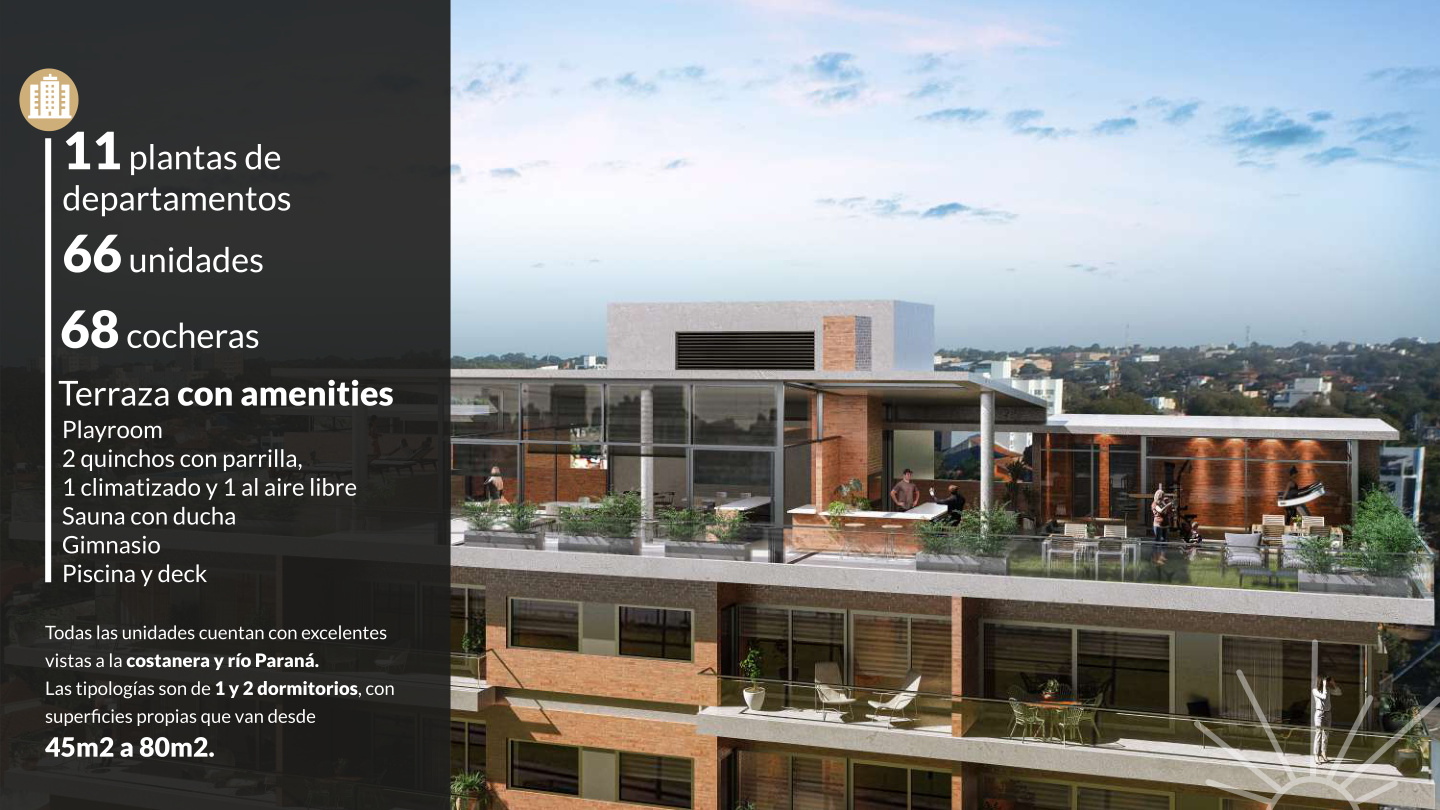 11 plantas de
departamentos
66 unidades
68 cocheras
Terraza con amenities
Playroom
2 quinchos con parrilla,
1 climatizado y 1 al aire libre
Sauna con ducha
Gimnasio
Piscina y deck
Todas las unidades cuentan con excelentes
vistas a la costanera y río Paraná.
Las tipologías son de 1 y 2 dormitorios, con
superficies propias que van desde
45m2 a 80m2.